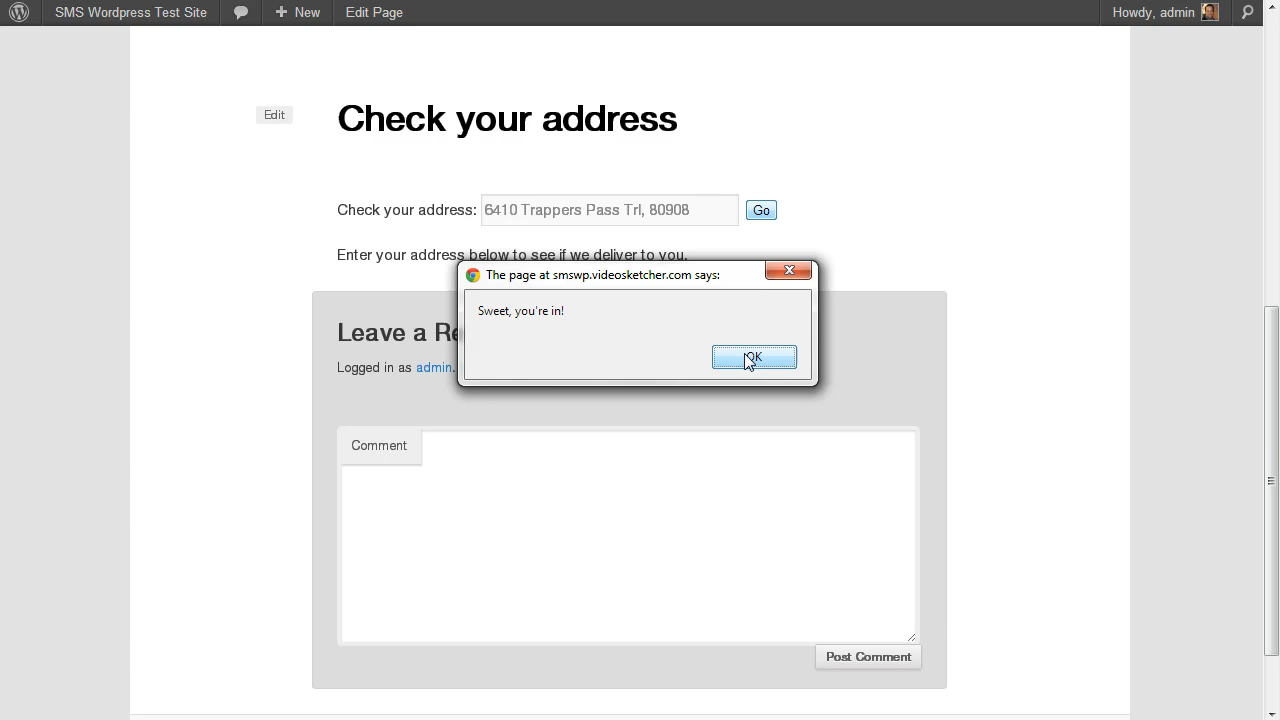 SMS Wordpress Test Site
New
Edit Page
Howdy, admin
Edit
Check your address
Check your address: 6410 Trappers Pass Trl, 80908 Go
Enter your address below to see if we deliver to you.
The page at smswp.videosketcher.com says:
Sweet, you're in!
OK
Leave a Re
Logged in as admin.
Comment
Post Comment